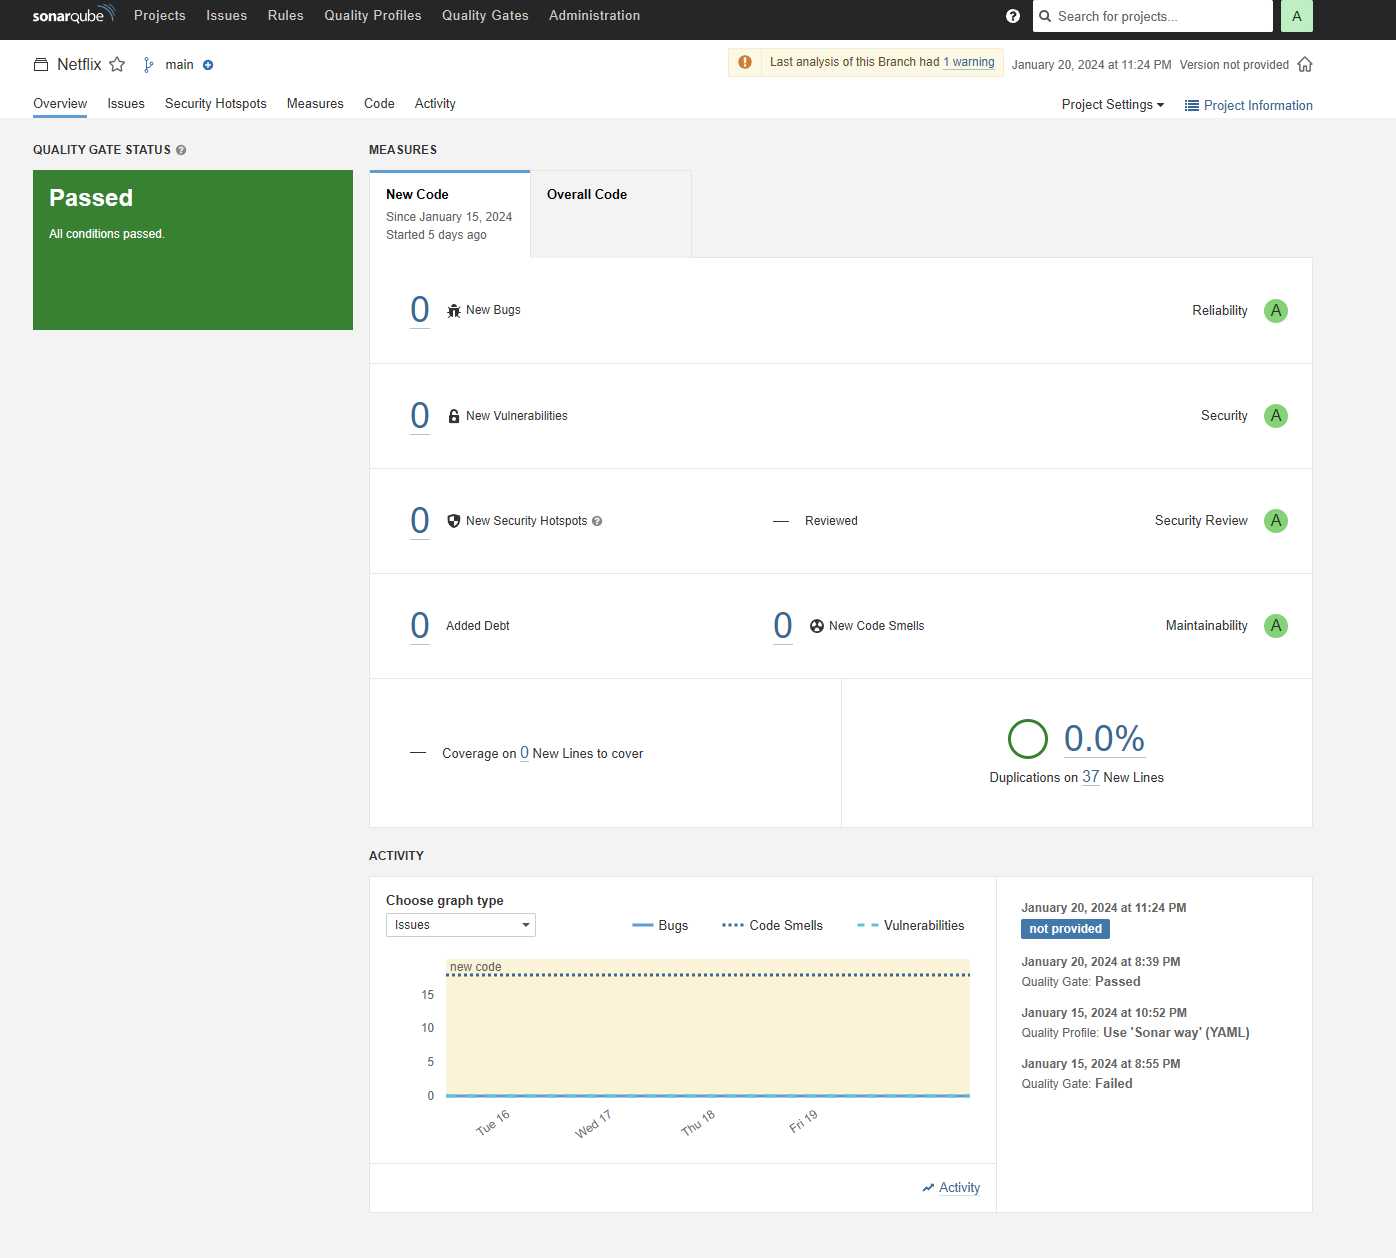 sonarqube Projects Issues Rules Quality Profiles Quality Gates Administration ? Search for projects... A
Netflix main Last analysis of this Branch had 1 warning January 20, 2024 at 11:24 PM Version not provided
Overview Issues Security Hotspots Measures Code Activity Project Settings Project Information
QUALITY GATE STATUS ?
Passed
All conditions passed.
MEASURES
New Code
Since January 15, 2024
Started 5 days ago
Overall Code
0 New Bugs Reliability A
0 New Vulnerabilities Security A
0 New Security Hotspots ? — Reviewed Security Review A
0 Added Debt 0 New Code Smells Maintainability A
— Coverage on 0 New Lines to cover
0.0%
Duplications on 37 New Lines
ACTIVITY
Choose graph type
Issues
Bugs Code Smells Vulnerabilities
new code
15
10
5
0
Tue 16 Wed 17 Thu 18 Fri 19
Activity
January 20, 2024 at 11:24 PM
not provided
January 20, 2024 at 8:39 PM
Quality Gate: Passed
January 15, 2024 at 10:52 PM
Quality Profile: Use 'Sonar way' (YAML)
January 15, 2024 at 8:55 PM
Quality Gate: Failed